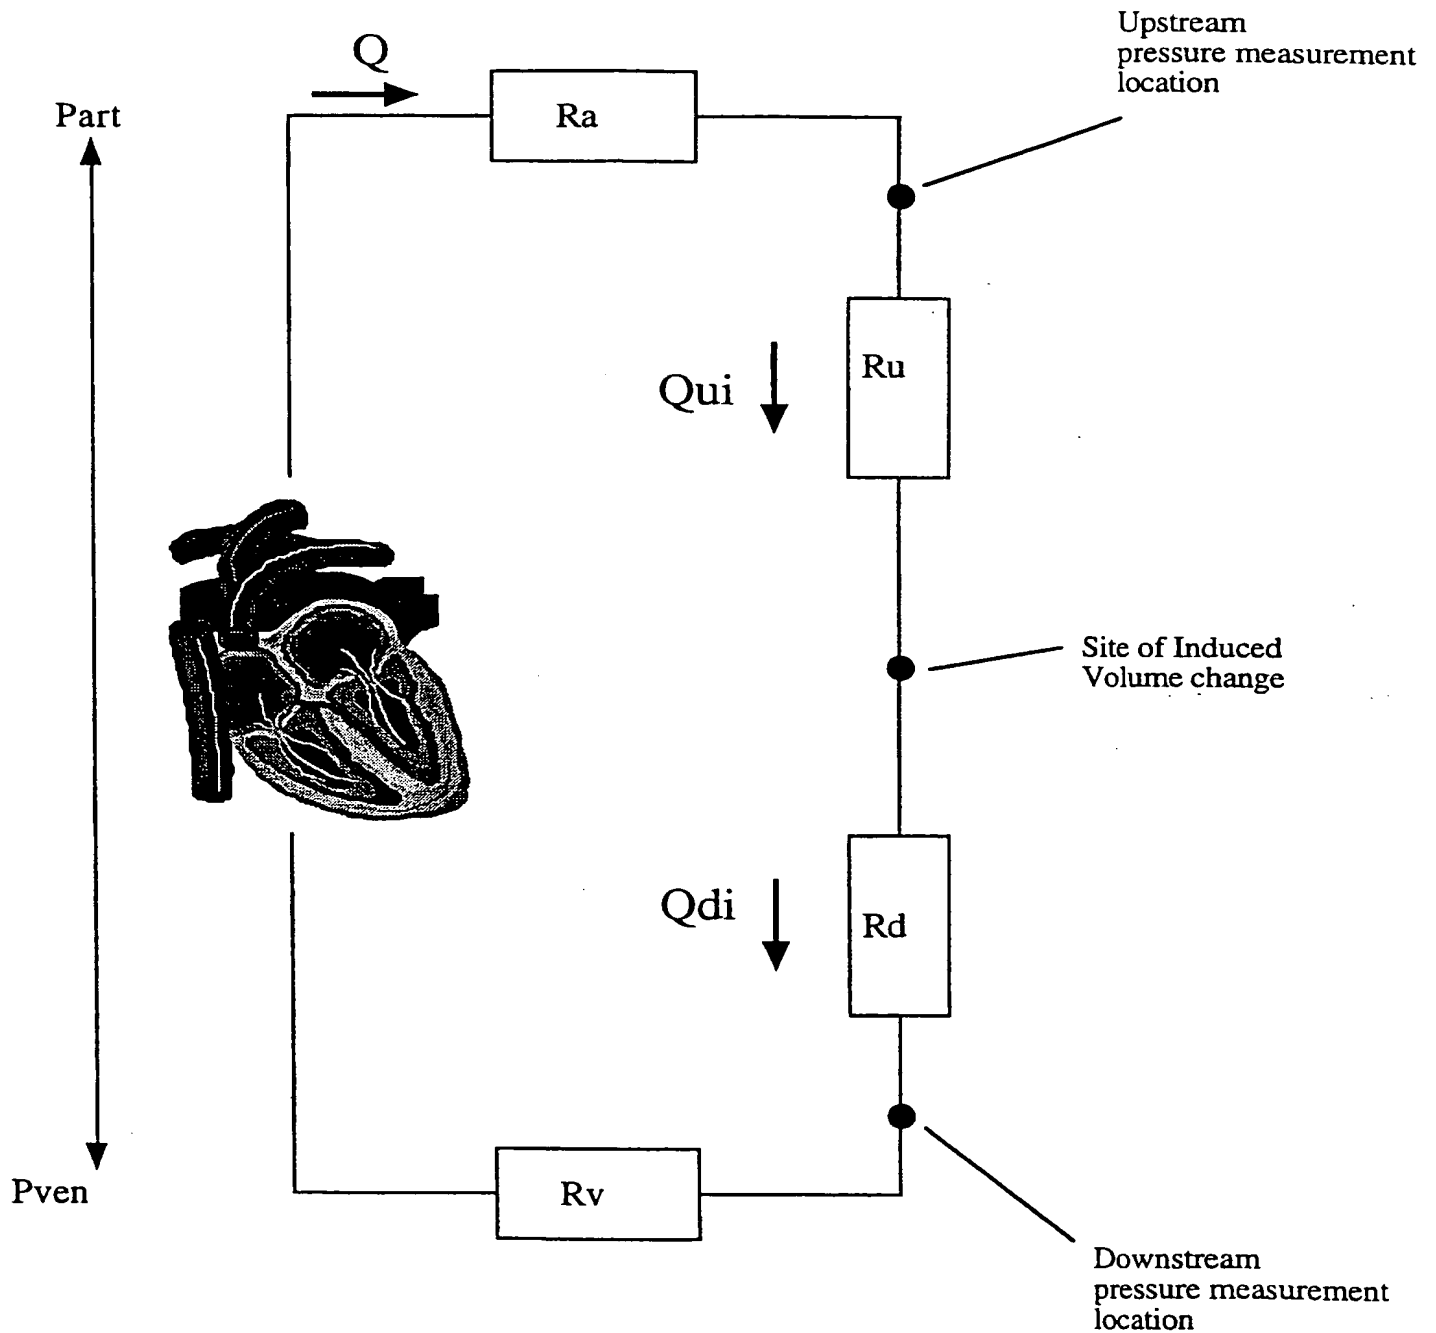 Upstream
pressure measurement
location
Q
Part
Ra
Ru
Qui
Site of Induced
Volume change
Qdi
Rd
Pven
Rv
Downstream
pressure measurement
location